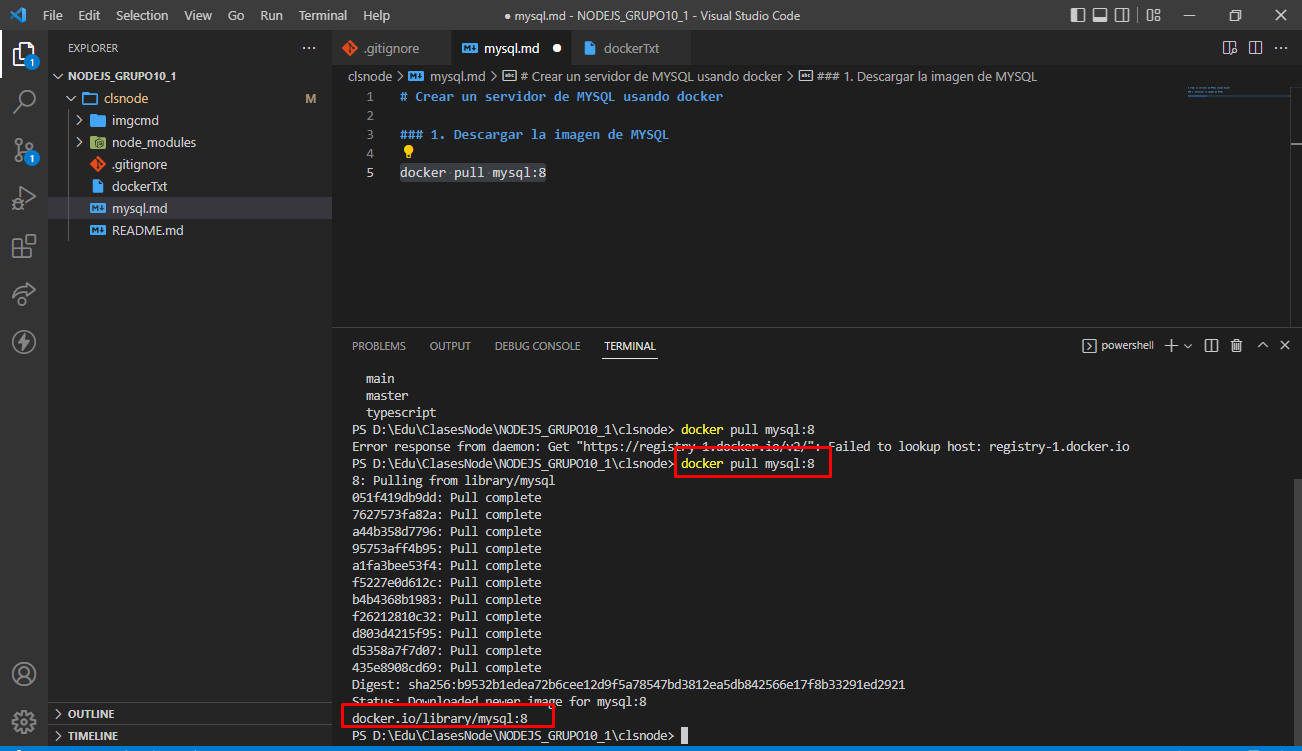 File Edit Selection View Go Run Terminal Help
● mysql.md - NODEJS_GRUPO10_1 - Visual Studio Code
EXPLORER
NODEJS_GRUPO10_1
clsnode M
imgcmd
node_modules
.gitignore
dockerTxt
mysql.md
README.md
OUTLINE
TIMELINE
1
1
.gitignore mysql.md ● dockerTxt
clsnode > mysql.md > # Crear un servidor de MYSQL usando docker > ### 1. Descargar la imagen de MYSQL
1 # Crear un servidor de MYSQL usando docker
2
3 ### 1. Descargar la imagen de MYSQL
4
5 docker pull mysql:8
PROBLEMS OUTPUT DEBUG CONSOLE TERMINAL
powershell
main
master
typescript
PS D:\Edu\ClasesNode\NODEJS_GRUPO10_1\clsnode> docker pull mysql:8
Error response from daemon: Get "https://registry-1.docker.io/v2/": Failed to lookup host: registry-1.docker.io
PS D:\Edu\ClasesNode\NODEJS_GRUPO10_1\clsnode> docker pull mysql:8
8: Pulling from library/mysql
051f419db9dd: Pull complete
7627573fa82a: Pull complete
a44b358d7796: Pull complete
95753aff4b95: Pull complete
a1fa3bee53f4: Pull complete
f5227e0d612c: Pull complete
b4b4368b1983: Pull complete
f26212810c32: Pull complete
d803d4215f95: Pull complete
d5358a7f7d07: Pull complete
435e8908cd69: Pull complete
Digest: sha256:b9532b1edea72b6cee12d9f5a78547bd3812ea5db842566e17f8b33291ed2921
Status: Downloaded newer image for mysql:8
docker.io/library/mysql:8
PS D:\Edu\ClasesNode\NODEJS_GRUPO10_1\clsnode>